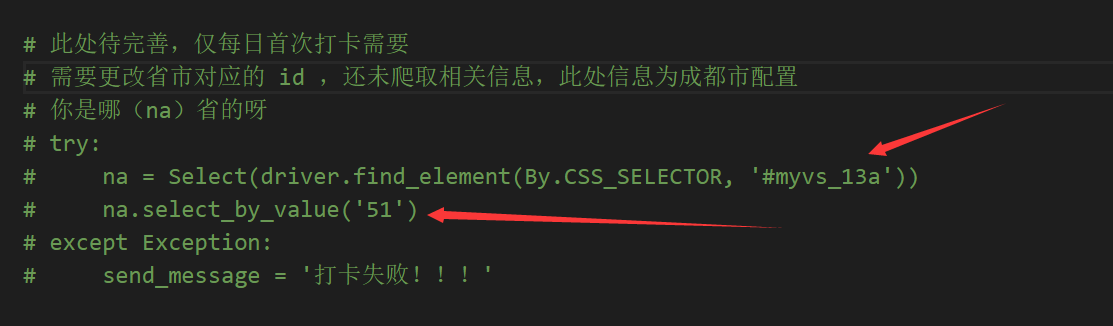 # 此处待完善，仅每日首次打卡需要
# 需要更改省市对应的 id ，还未爬取相关信息，此处信息为成都市配置
# 你是哪（na）省的呀
# try:
#     na = Select(driver.find_element(By.CSS_SELECTOR, '#myvs_13a'))
#     na.select_by_value('51')
# except Exception:
#     send_message = '打卡失败！！！'